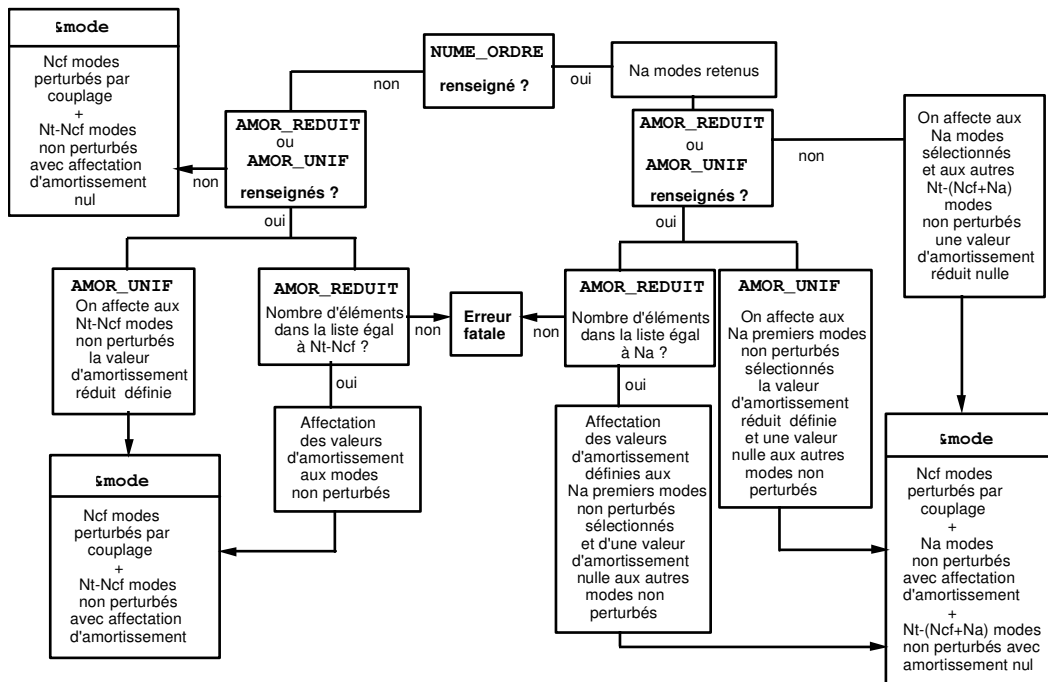 &mode
Ncf modes
perturbés par
couplage
+
Nt-Ncf modes
non perturbés
avec affectation
d'amortissement
nul
NUME_ORDRE
renseigné ?
non
oui
Na modes retenus
AMOR_REDUIT
ou
AMOR_UNIF
renseignés ?
non
oui
AMOR_REDUIT
ou
AMOR_UNIF
renseignés ?
non
oui
On affecte aux
Na modes
sélectionnés
et aux autres
Nt-(Ncf+Na)
modes
non perturbés
une valeur
d'amortissement
réduit nulle
AMOR_UNIF
On affecte aux
Nt-Ncf modes
non perturbés
la valeur
d'amortissement
réduit définie
AMOR_REDUIT
Nombre d'éléments
dans la liste égal
à Nt-Ncf ?
non
oui
Erreur
fatale
AMOR_REDUIT
Nombre d'éléments
dans la liste égal
à Na ?
non
oui
AMOR_UNIF
On affecte aux
Na premiers modes
non perturbés
sélectionnés
la valeur
d'amortissement
réduit définie
et une valeur
nulle aux autres
modes non
perturbés
Affectation
des valeurs
d'amortissement
aux modes
non perturbés
Affectation
des valeurs
d'amortissement
définies aux
Na premiers modes
non perturbés
sélectionnés
et d'une valeur
d'amortissement
nulle aux autres
modes non
perturbés
&mode
Ncf modes
perturbés par
couplage
+
Nt-Ncf modes
non perturbés
avec affectation
d'amortissement
&mode
Ncf modes
perturbés par
couplage
+
Na modes
non perturbés
avec affectation
d'amortissement
+
Nt-(Ncf+Na) modes
non perturbés avec
amortissement nul